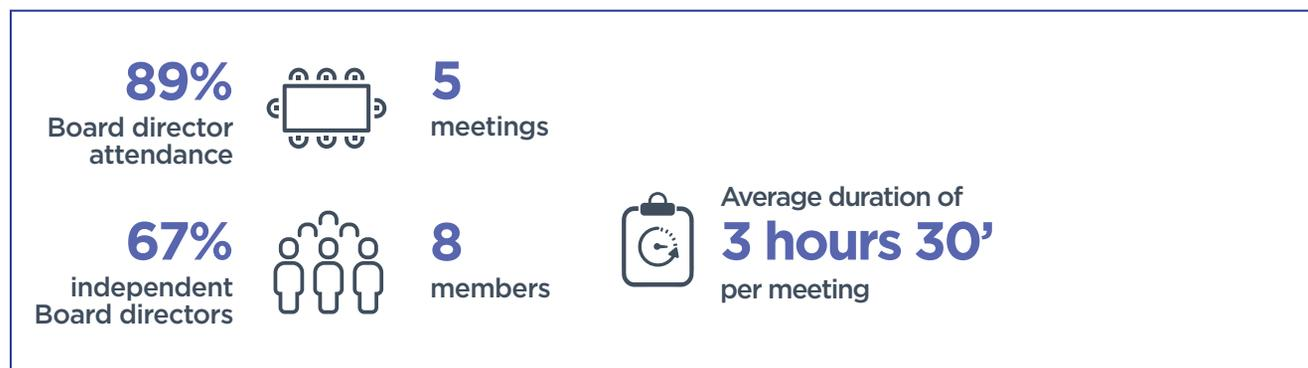 89%
Board director
attendance
5
meetings
67%
independent
Board directors
8
members
Average duration of
3 hours 30’
per meeting